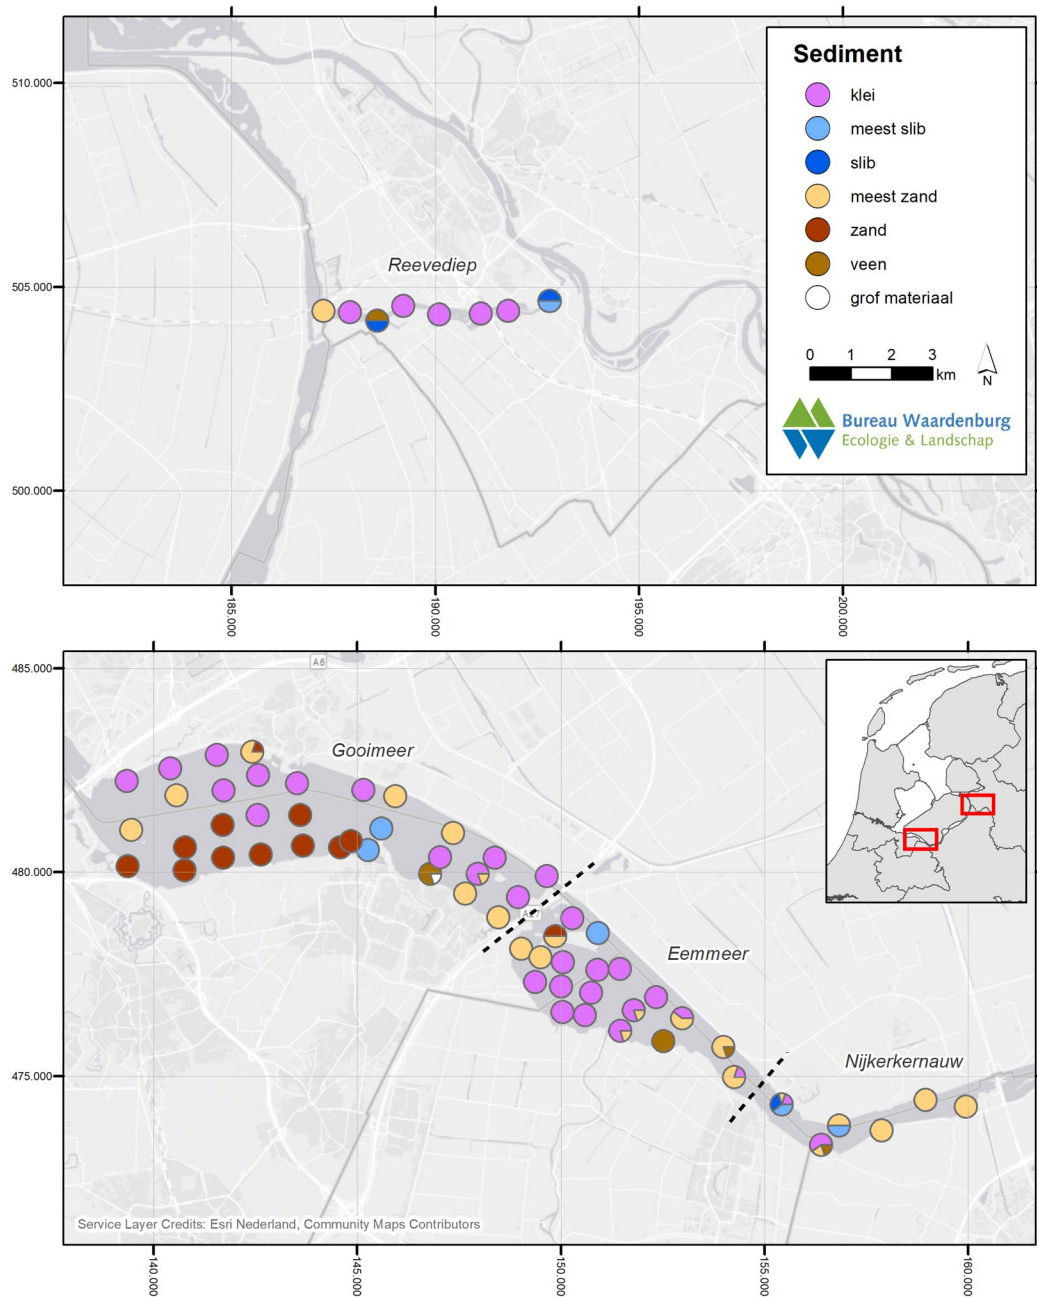 Sediment
klei
meest slib
slib
meest zand
zand
veen
grof materiaal
0 1 2 3
km
N
Bureau Waardenburg
Ecologie & Landschap
510.000
505.000
500.000
Reevediep
185.000
190.000
195.000
200.000
485.000
480.000
475.000
A6
Gooimeer
Eemmeer
Nijkerkernauw
Service Layer Credits: Esri Nederland, Community Maps Contributors
140.000
145.000
150.000
155.000
160.000